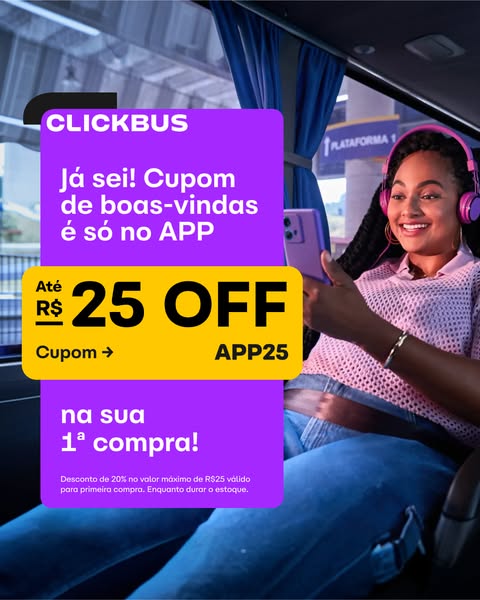 CLICKBUS
Já sei! Cupom
de boas-vindas
é só no APP
Até
R$ 25 OFF
Cupom → APP25
na sua
1ª compra!
Desconto de 20% no valor máximo de R$25 válido
para primeira compra. Enquanto durar o estoque.
↑ PLATAFORMA 1